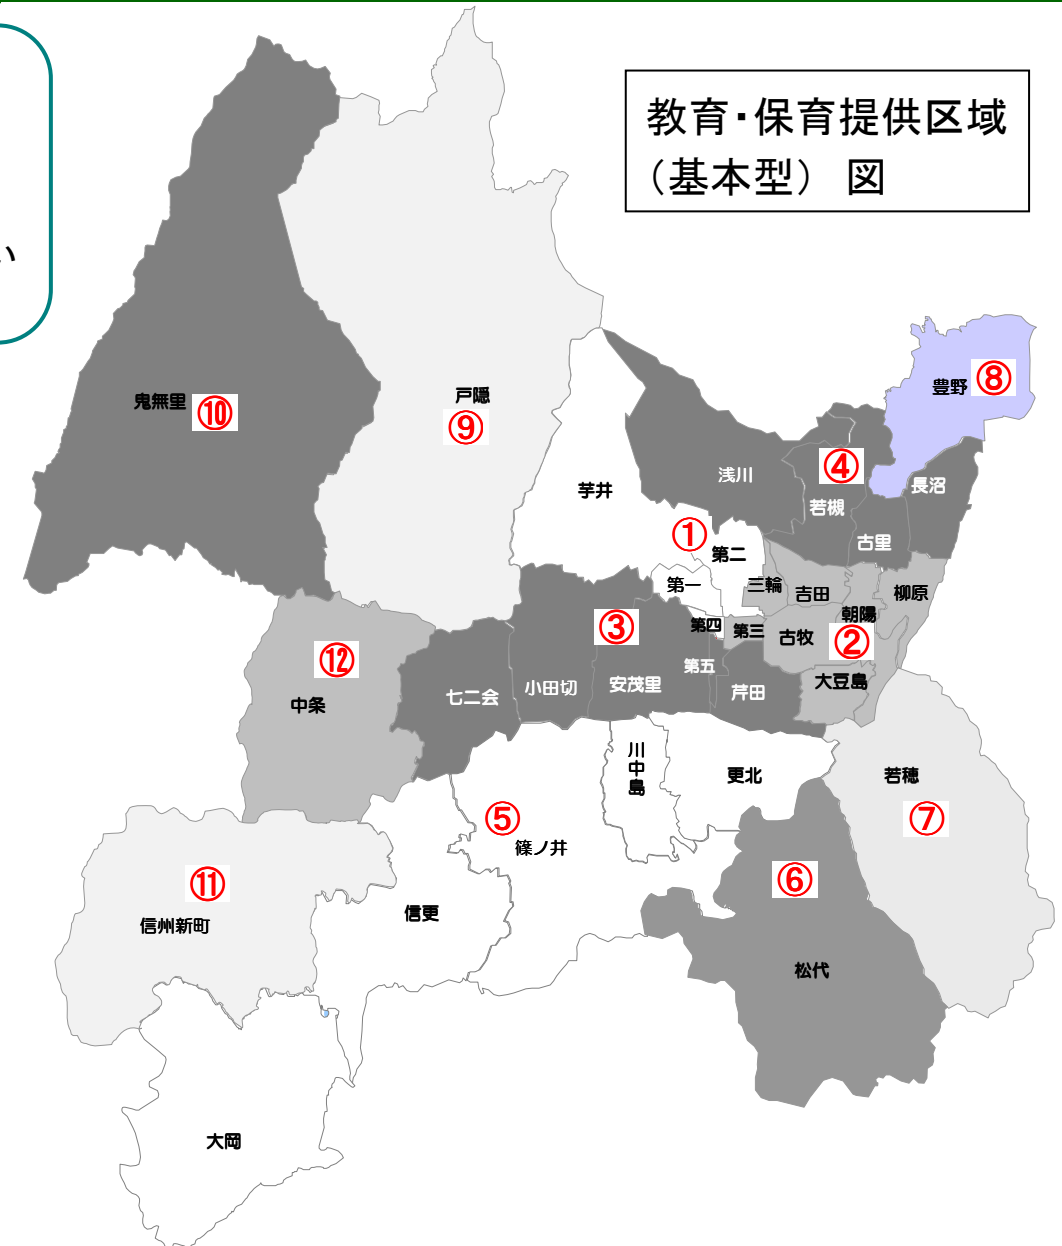 教育・保育提供区域
（基本型） 図
い
豊野 ⑧
鬼無里 ⑩
戸隠
⑨
④
浅川
長沼
芋井
若槻
①
古里
第二
第一
三輪
吉田
柳原
朝陽
③
第四
第三
古牧
②
⑫
第五
大豆島
七二会
小田切
安茂里
芹田
中条
川中島
更北
若穂
⑤
⑦
篠ノ井
⑪
⑥
信州新町
信更
松代
大岡